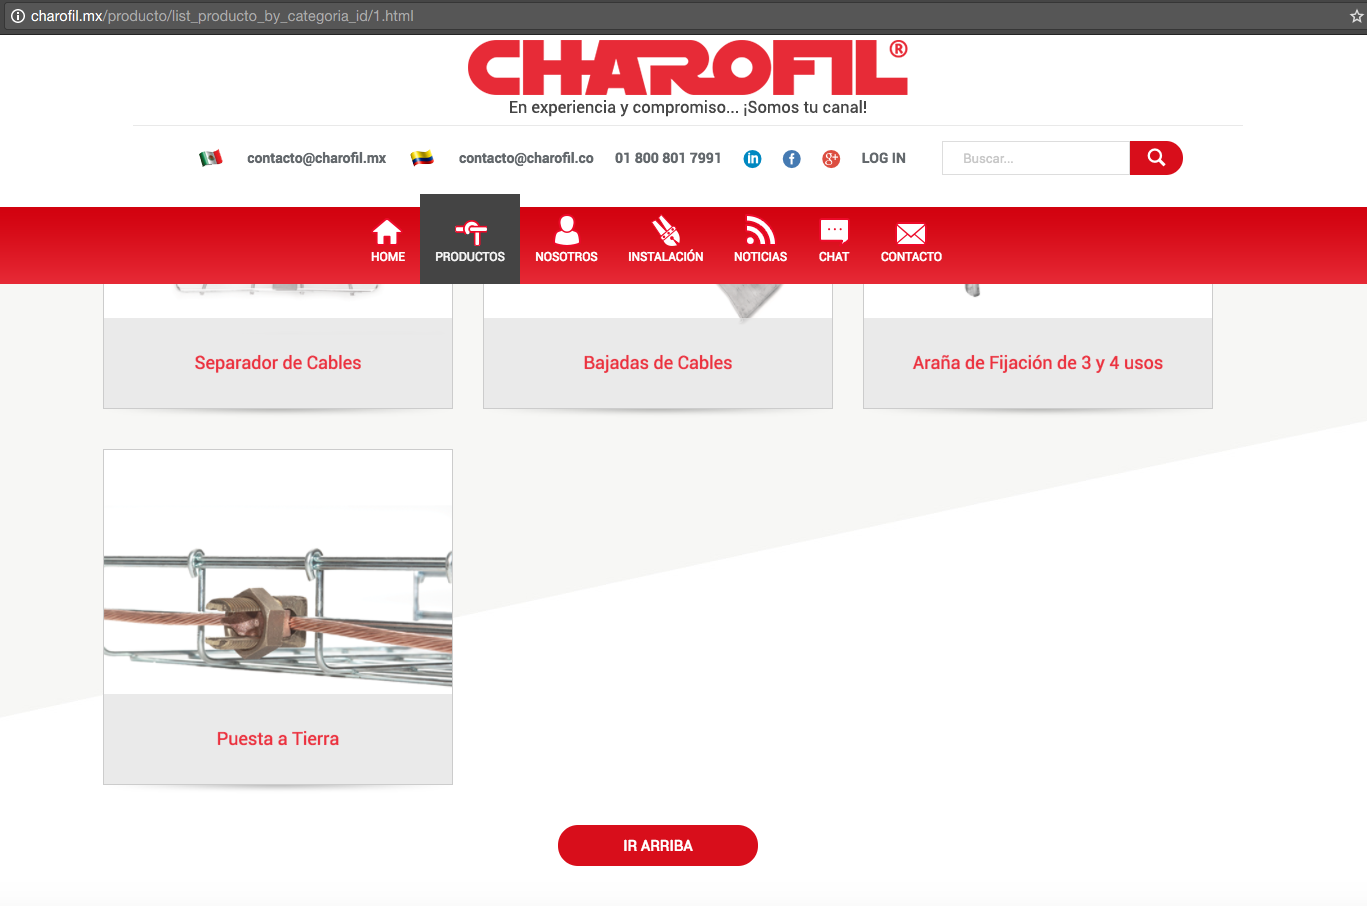 charofil.mx/producto/list_producto_by_categoria_id/1.html
CHAROFIL®
En experiencia y compromiso... ¡Somos tu canal!
contacto@charofil.mx contacto@charofil.co 01 800 801 7991 in f g+ LOG IN Buscar...
HOME PRODUCTOS NOSOTROS INSTALACIÓN NOTICIAS CHAT CONTACTO
Separador de Cables Bajadas de Cables Araña de Fijación de 3 y 4 usos
Puesta a Tierra
IR ARRIBA